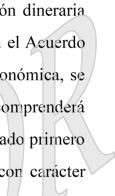 ón dineraria
el Acuerdo
onómica, se
omprenderá
ado primero
con carácter